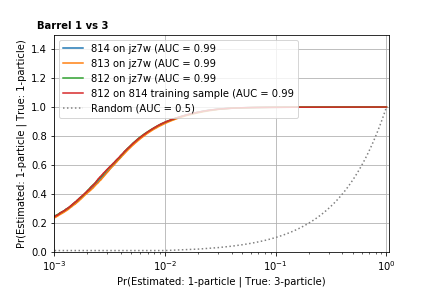 Barrel 1 vs 3
Pr(Estimated: 1-particle | True: 1-particle)
1.4
1.2
1.0
0.8
0.6
0.4
0.2
0.0
814 on jz7w (AUC = 0.99
813 on jz7w (AUC = 0.99
812 on jz7w (AUC = 0.99
812 on 814 training sample (AUC = 0.99
Random (AUC = 0.5)
10⁻³
10⁻²
10⁻¹
10⁰
Pr(Estimated: 1-particle | True: 3-particle)